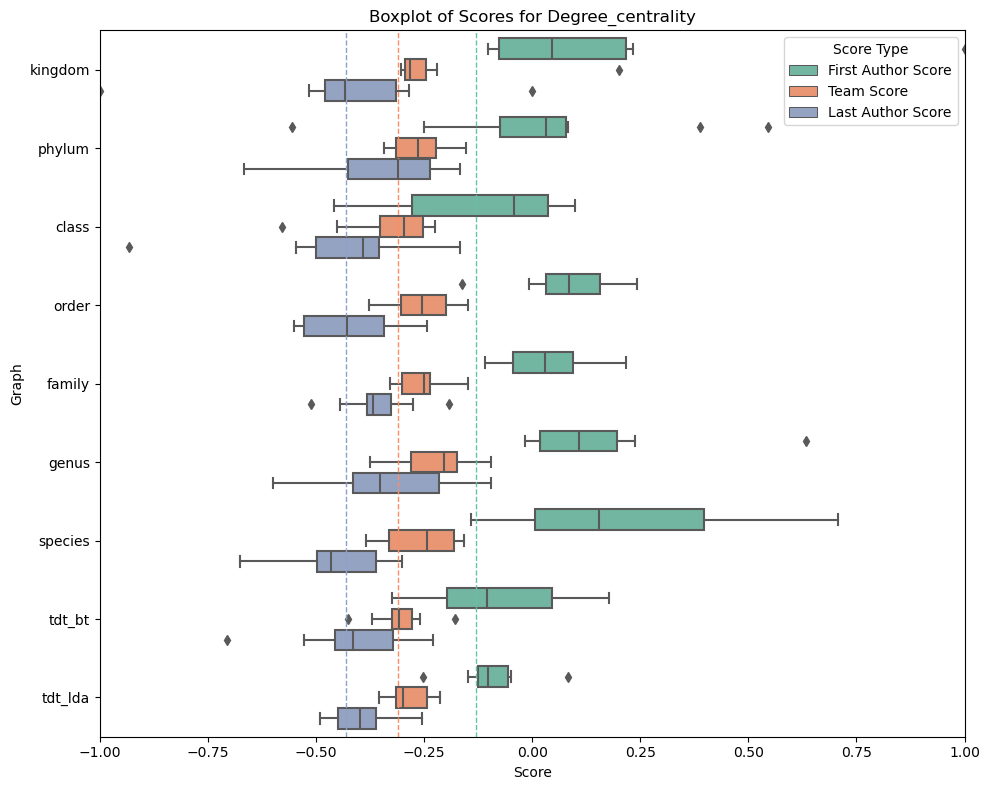 Boxplot of Scores for Degree_centrality
Score Type
First Author Score
Team Score
Last Author Score
Graph
kingdom
phylum
class
order
family
genus
species
tdt_bt
tdt_lda
−1.00 −0.75 −0.50 −0.25 0.00 0.25 0.50 0.75 1.00
Score